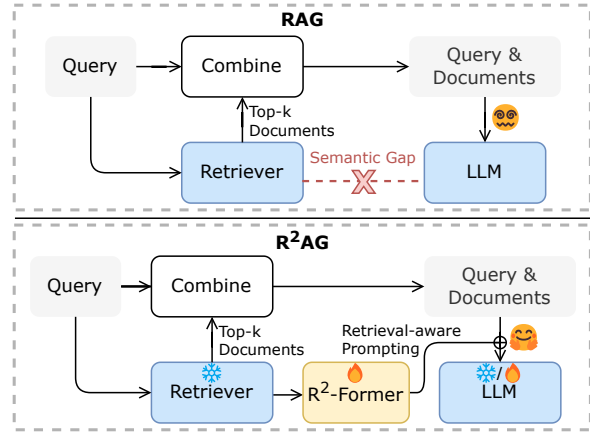 RAG
Query
Combine
Query &
Documents
Top-k
Documents
Retriever
Semantic Gap
LLM
R²AG
Query
Combine
Query &
Documents
Top-k
Documents
Retrieval-aware
Prompting
Retriever
R²-Former
/
LLM